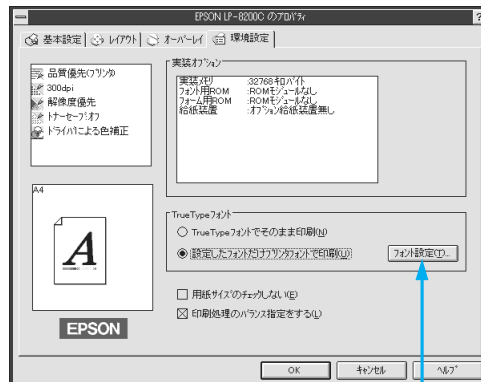 EPSON LP-8200C のプロパティ
?
基本設定 レイアウト オーバーレイ 環境設定
品質優先(プリンタ)
300dpi
解像度優先
トナーセーブ:オフ
ドライバによる色補正
A4
A
EPSON
実装オプション
実装メモリ :32768キロバイト
フォント用ROM :ROMモジュールなし
フォーム用ROM :ROMモジュールなし
給紙装置 :オプション給紙装置無し
TrueTypeフォント
TrueTypeフォントでそのまま印刷(N)
設定したフォントだけプリンタフォントで印刷(U)
フォント設定(T)...
用紙サイズのチェックしない(E)
印刷処理のバランス指定をする(L)
OK キャンセル ヘルプ